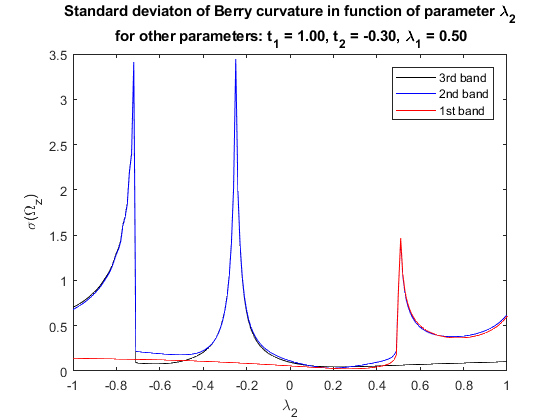 Standard deviaton of Berry curvature in function of parameter λ₂
for other parameters: t₁ = 1.00, t₂ = -0.30, λ₁ = 0.50
3.5
3rd band
2nd band
1st band
3
2.5
2
σ(Ω_z)
1.5
1
0.5
0
-1 -0.8 -0.6 -0.4 -0.2 0 0.2 0.4 0.6 0.8 1
λ₂